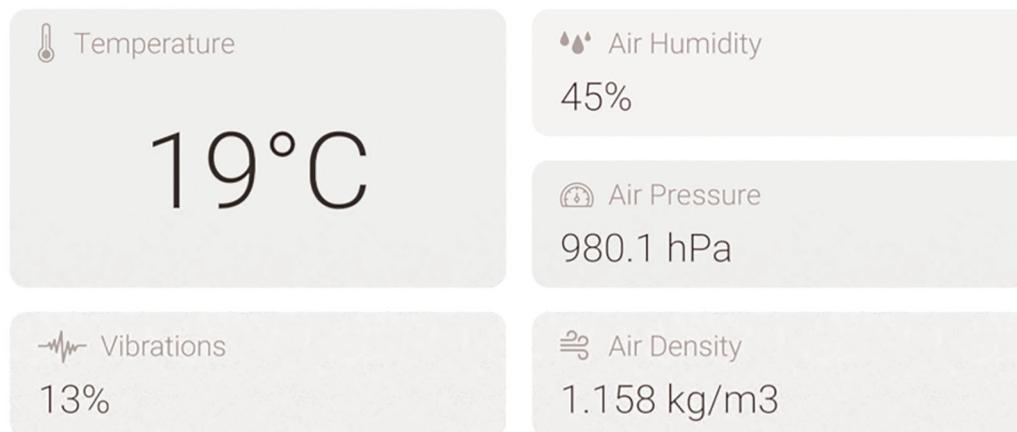 Temperature
19°C
Air Humidity
45%
Air Pressure
980.1 hPa
Vibrations
13%
Air Density
1.158 kg/m3